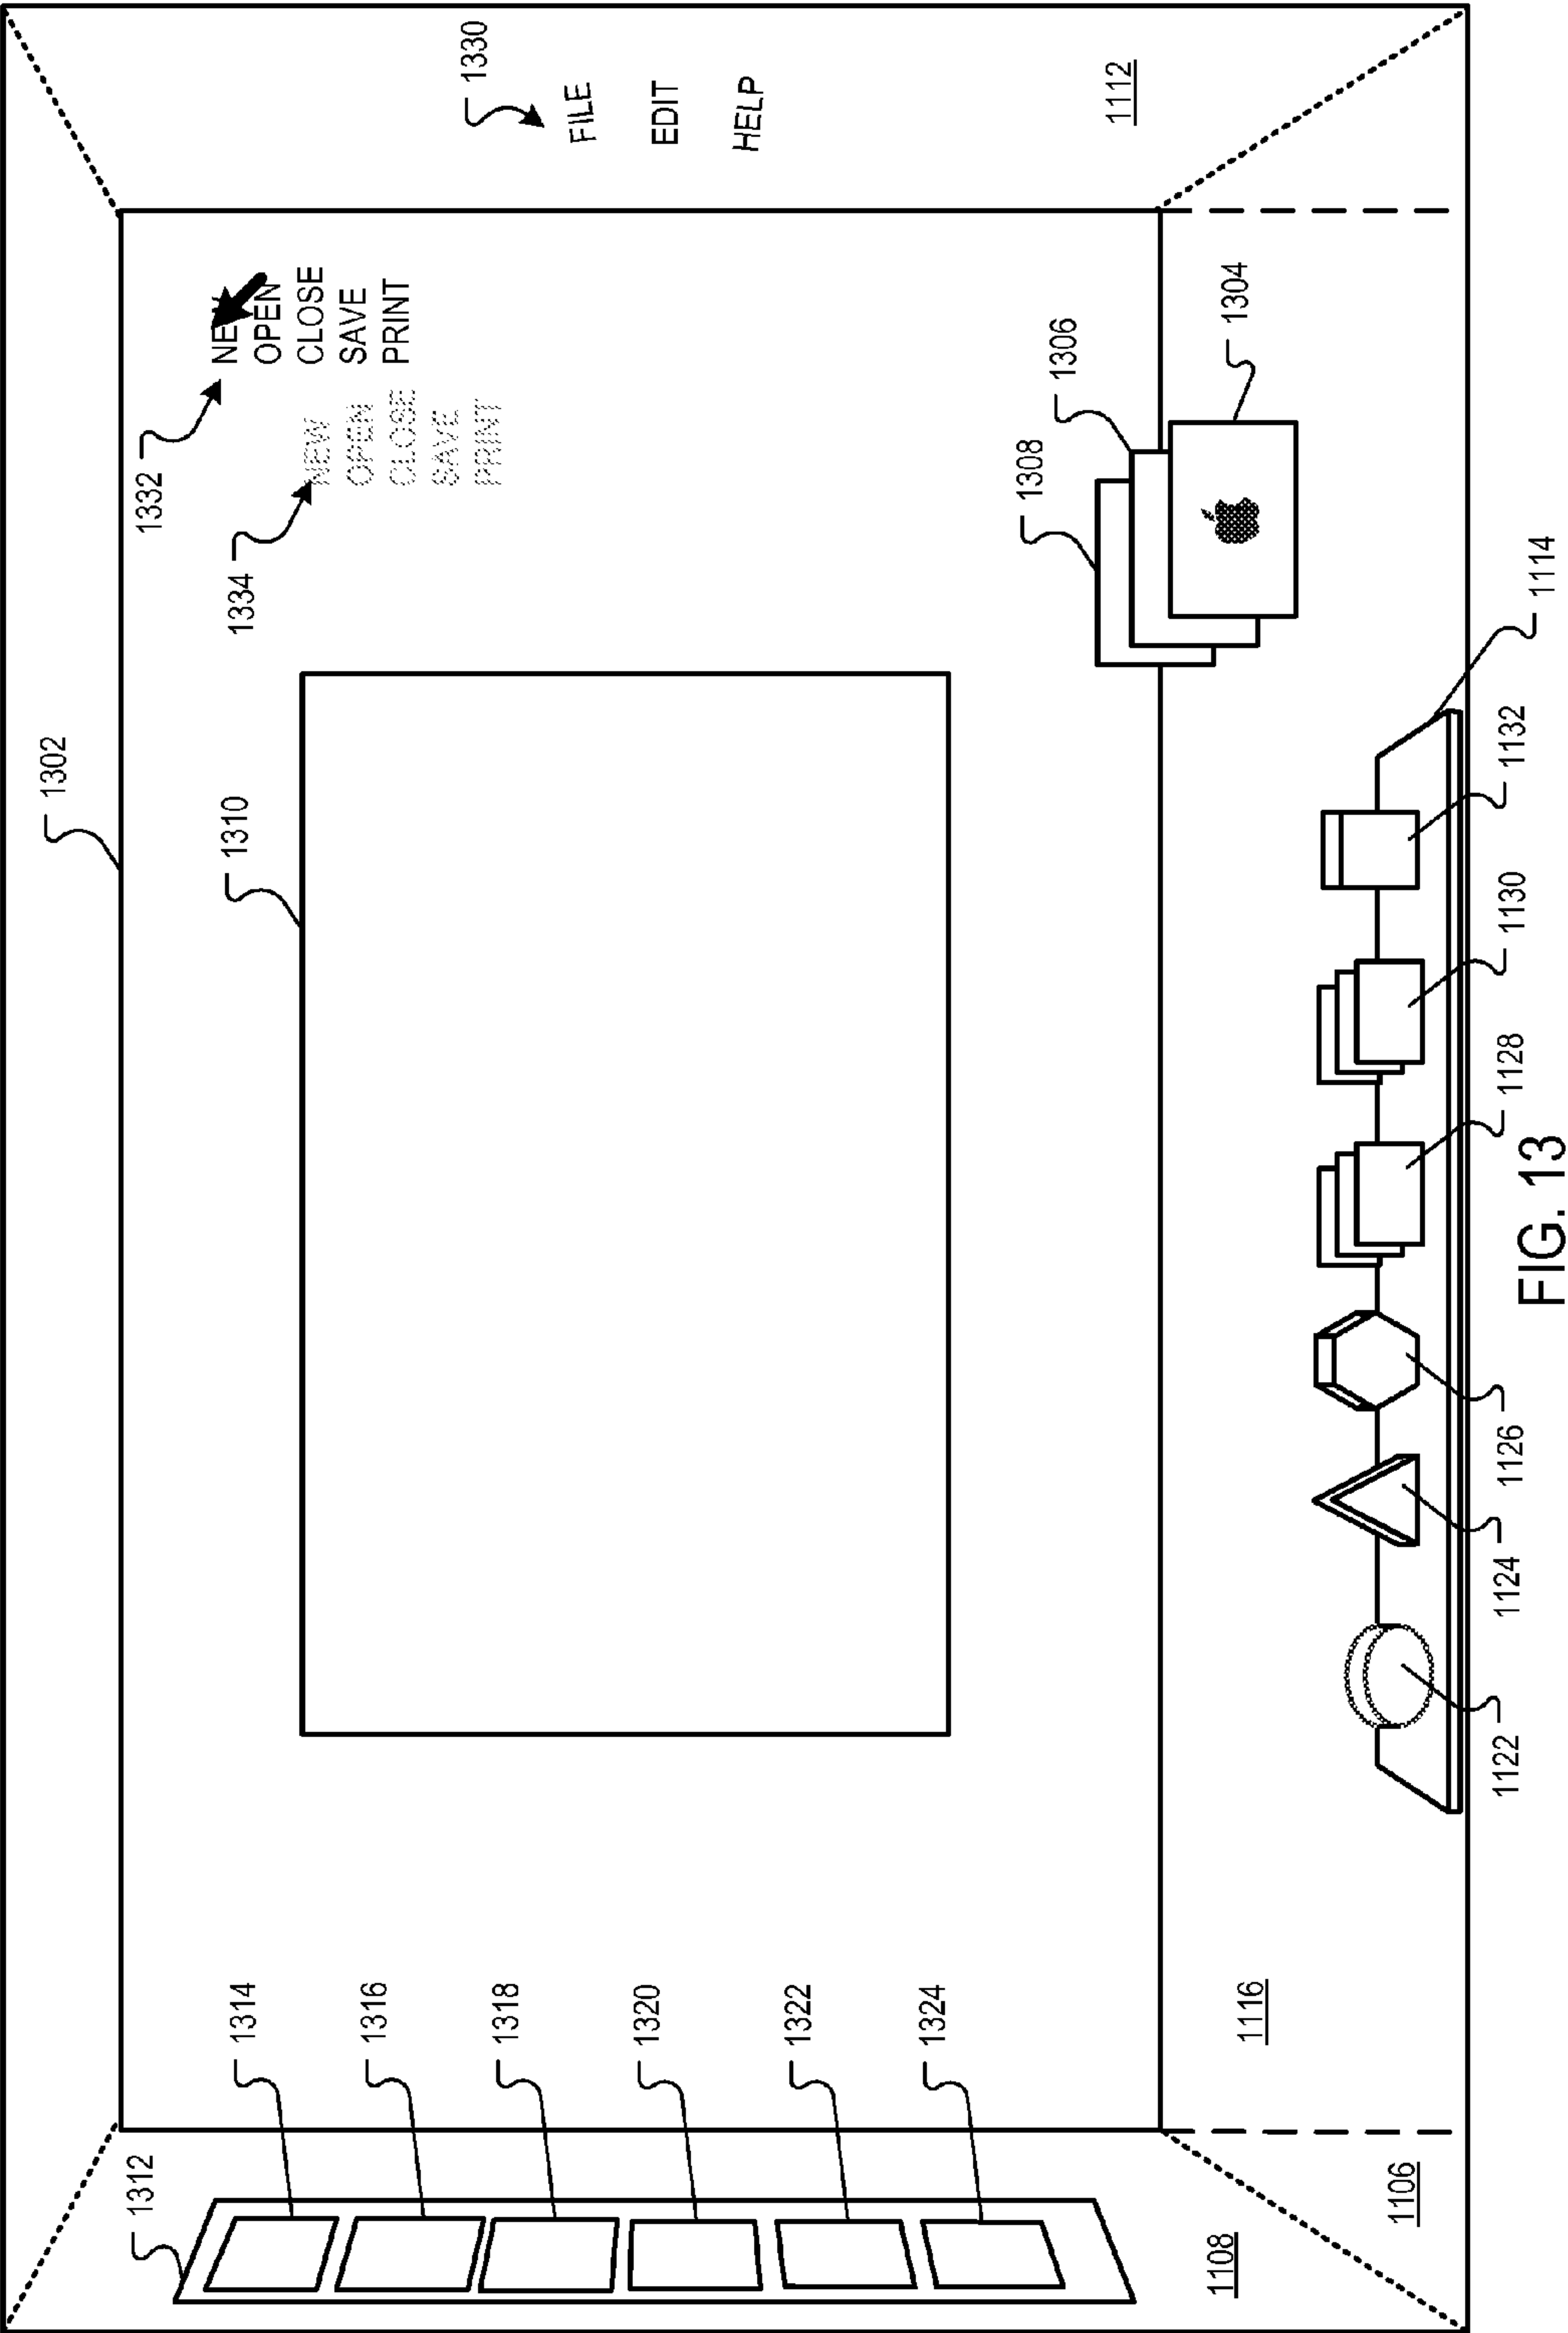 1302
1312
1332
1314
1310
1334
NEW
OPEN
CLOSE
SAVE
PRINT
NEW
OPEN
CLOSE
SAVE
PRINT
1316
1330
FILE
EDIT
HELP
1318
1320
1322
1324
1308
1306
1304
1112
1108
1116
1106
1114
1122
1124
1126
1128
1130
1132
FIG. 13